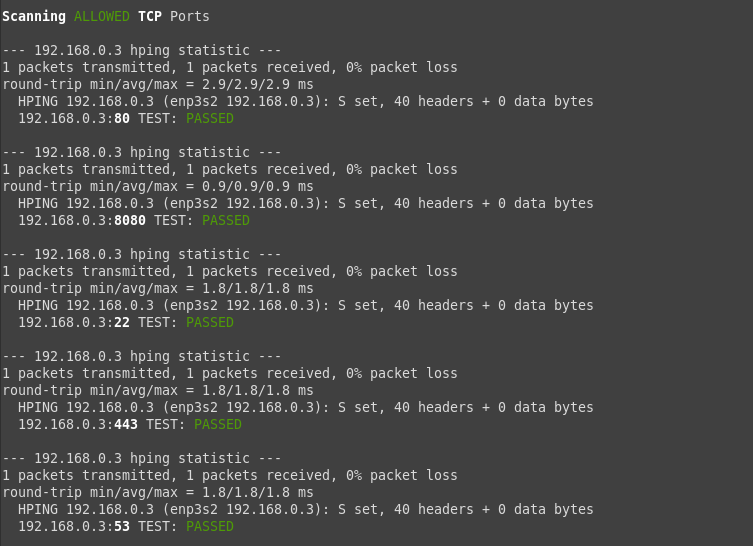 Scanning ALLOWED TCP Ports
--- 192.168.0.3 hping statistic ---
1 packets transmitted, 1 packets received, 0% packet loss
round-trip min/avg/max = 2.9/2.9/2.9 ms
HPING 192.168.0.3 (enp3s2 192.168.0.3): S set, 40 headers + 0 data bytes
192.168.0.3:80 TEST: PASSED
--- 192.168.0.3 hping statistic ---
1 packets transmitted, 1 packets received, 0% packet loss
round-trip min/avg/max = 0.9/0.9/0.9 ms
HPING 192.168.0.3 (enp3s2 192.168.0.3): S set, 40 headers + 0 data bytes
192.168.0.3:8080 TEST: PASSED
--- 192.168.0.3 hping statistic ---
1 packets transmitted, 1 packets received, 0% packet loss
round-trip min/avg/max = 1.8/1.8/1.8 ms
HPING 192.168.0.3 (enp3s2 192.168.0.3): S set, 40 headers + 0 data bytes
192.168.0.3:22 TEST: PASSED
--- 192.168.0.3 hping statistic ---
1 packets transmitted, 1 packets received, 0% packet loss
round-trip min/avg/max = 1.8/1.8/1.8 ms
HPING 192.168.0.3 (enp3s2 192.168.0.3): S set, 40 headers + 0 data bytes
192.168.0.3:443 TEST: PASSED
--- 192.168.0.3 hping statistic ---
1 packets transmitted, 1 packets received, 0% packet loss
round-trip min/avg/max = 1.8/1.8/1.8 ms
HPING 192.168.0.3 (enp3s2 192.168.0.3): S set, 40 headers + 0 data bytes
192.168.0.3:53 TEST: PASSED